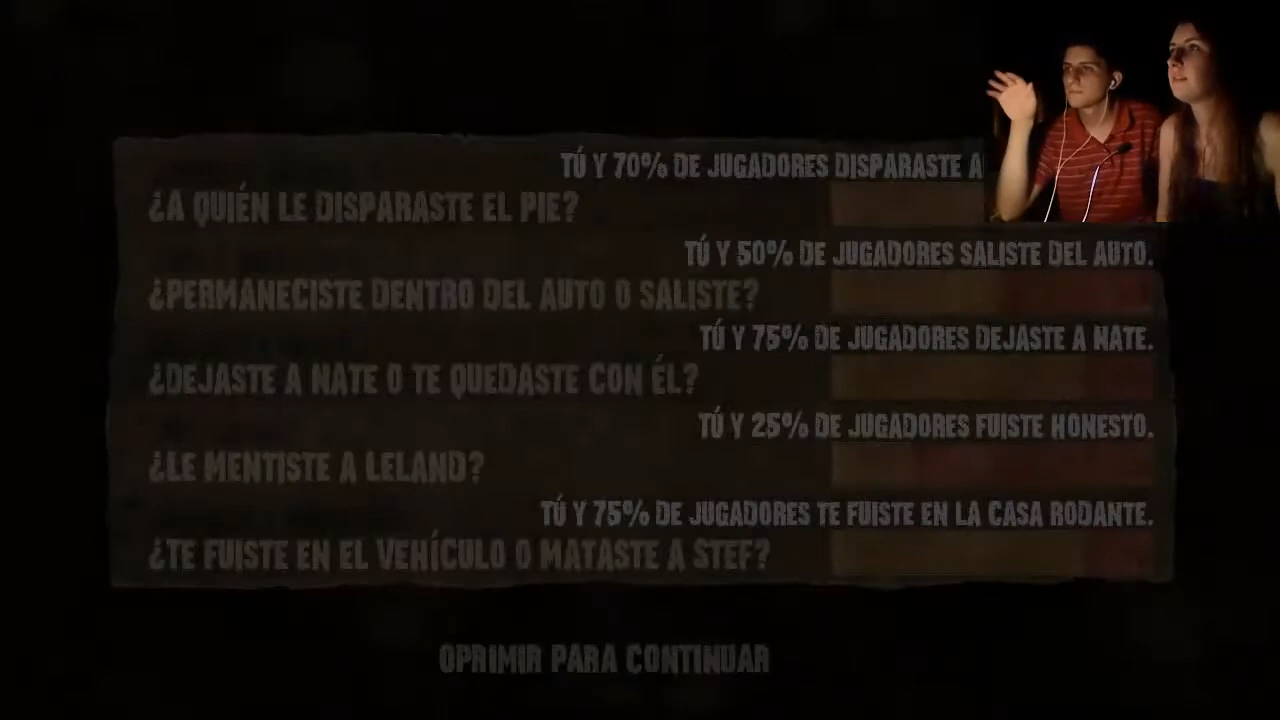 TÚ Y 70% DE JUGADORES DISPARASTE A
¿A QUIÉN LE DISPARASTE EL PIE?
TÚ Y 50% DE JUGADORES SALISTE DEL AUTO.
¿PERMANECISTE DENTRO DEL AUTO O SALISTE?
TÚ Y 75% DE JUGADORES DEJASTE A NATE.
¿DEJASTE A NATE O TE QUEDASTE CON ÉL?
TÚ Y 25% DE JUGADORES FUISTE HONESTO.
¿LE MENTISTE A LELAND?
TÚ Y 75% DE JUGADORES TE FUISTE EN LA CASA RODANTE.
¿TE FUISTE EN EL VEHÍCULO O MATASTE A STEF?
OPRIMIR PARA CONTINUAR